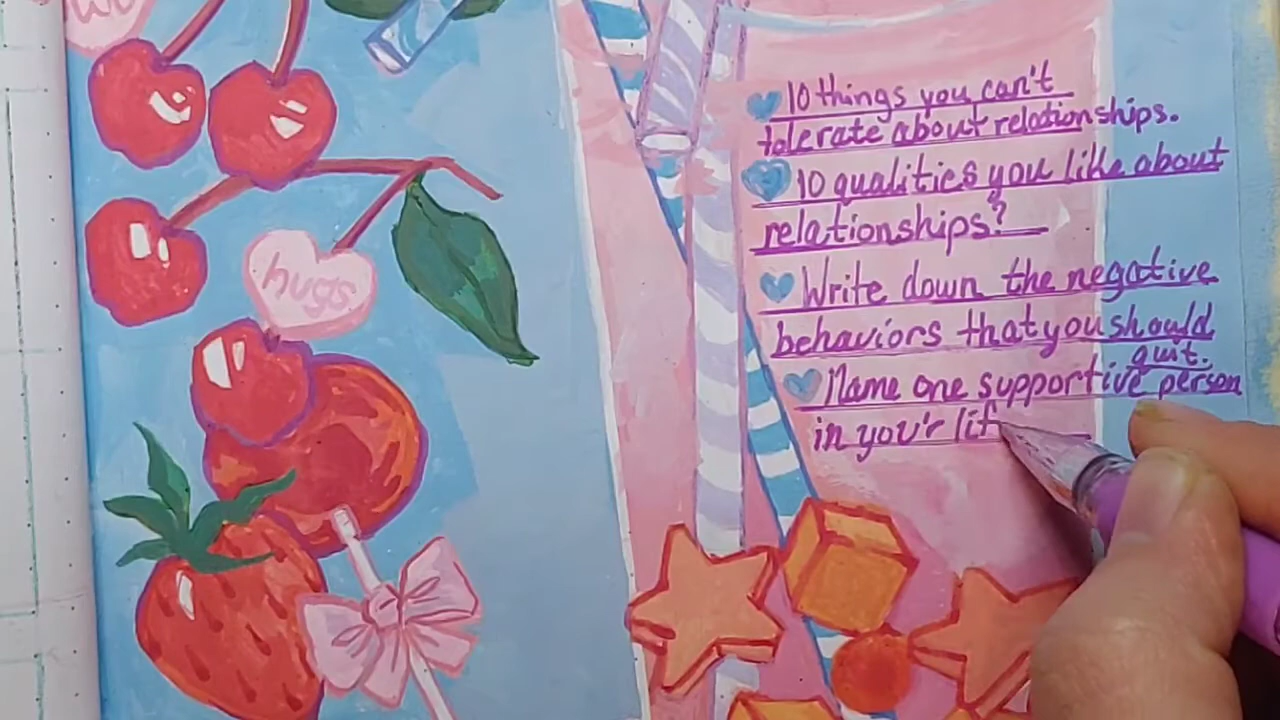 hugs
10 things you can't
tolerate about relationships.
10 qualities you like about
relationships?
Write down the negative
behaviors that you should
quit.
Name one supportive person
in you'r lif